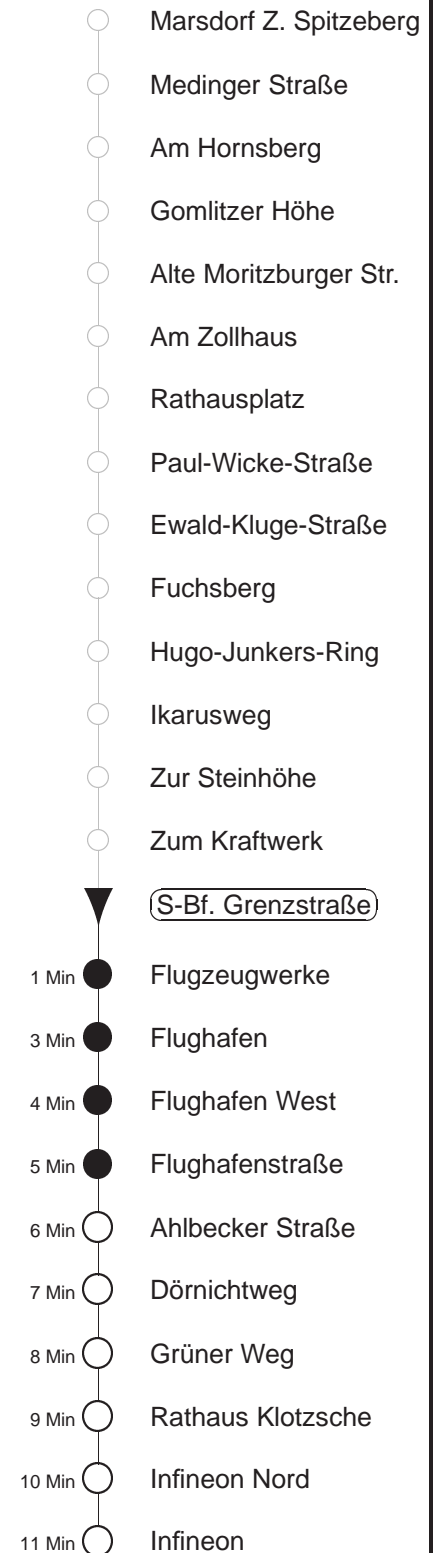 Marsdorf Z. Spitzeberg
Medinger Straße
Am Hornsberg
Gomlitzer Höhe
Alte Moritzburger Str.
Am Zollhaus
Rathausplatz
Paul-Wicke-Straße
Ewald-Kluge-Straße
Fuchsberg
Hugo-Junkers-Ring
Ikarusweg
Zur Steinhöhe
Zum Kraftwerk
S-Bf. Grenzstraße
1 Min Flugzeugwerke
3 Min Flughafen
4 Min Flughafen West
5 Min Flughafenstraße
6 Min Ahlbecker Straße
7 Min Dörnichtweg
8 Min Grüner Weg
9 Min Rathaus Klotzsche
10 Min Infineon Nord
11 Min Infineon